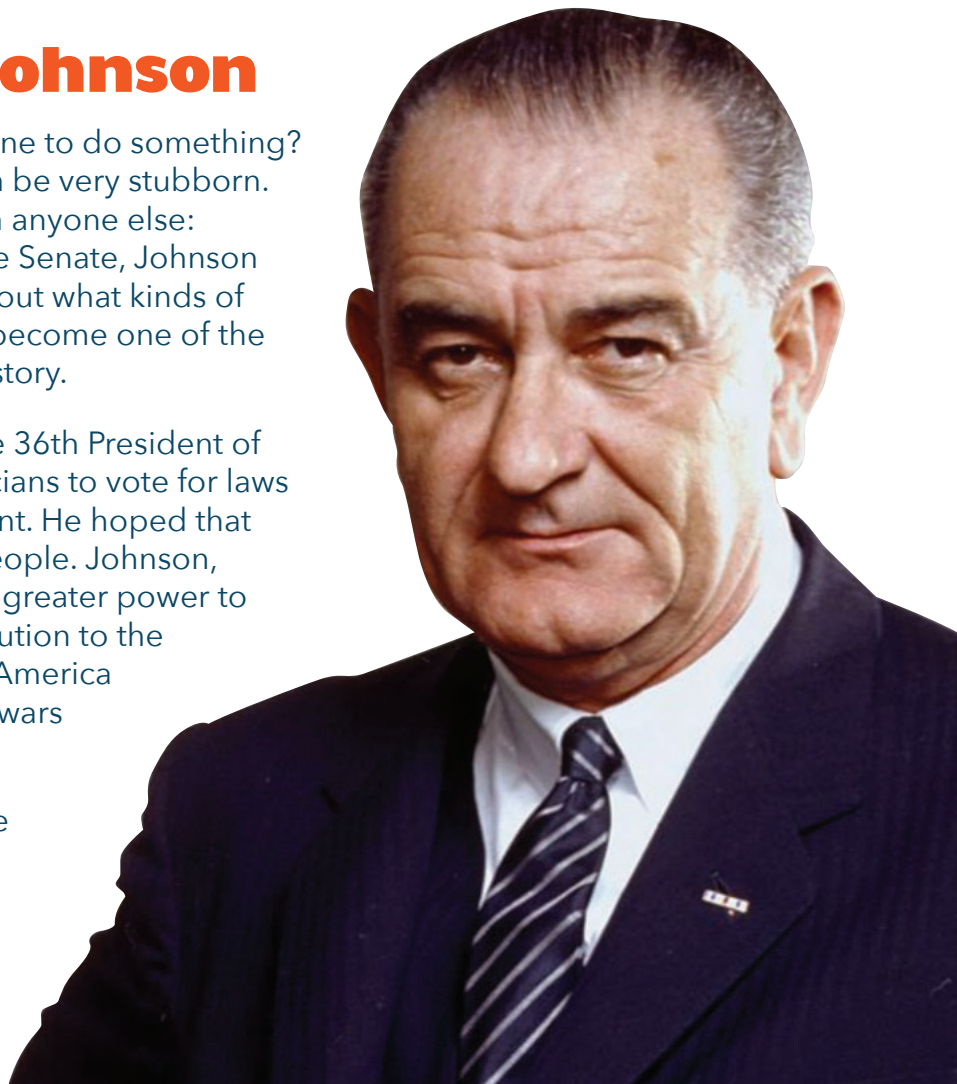 ohnson
ne to do something?
be very stubborn.
anyone else:
e Senate, Johnson
out what kinds of
become one of the
story.
e 36th President of
cians to vote for laws
nt. He hoped that
eople. Johnson,
greater power to
ution to the
America
wars
e